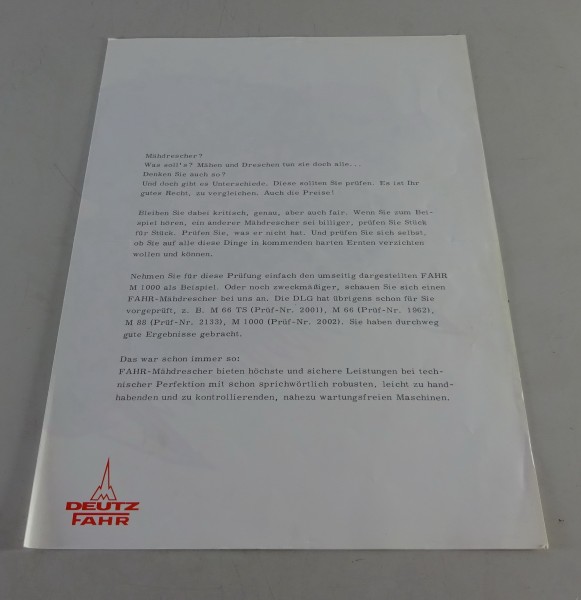 Mähdrescher?
Was soll's? Mähen und Dreschen tun sie doch alle...
Denken Sie auch so?
Und doch gibt es Unterschiede. Diese sollten Sie prüfen. Es ist Ihr
gutes Recht, zu vergleichen. Auch die Preise!
Bleiben Sie dabei kritisch, genau, aber auch fair. Wenn Sie zum Bei-
spiel hören, ein anderer Mähdrescher sei billiger, prüfen Sie Stück
für Stück. Prüfen Sie, was er nicht hat. Und prüfen Sie sich selbst,
ob Sie auf alle diese Dinge in kommenden harten Ernten verzichten
wollen und können.
Nehmen Sie für diese Prüfung einfach den umseitig dargestellten FAHR
M 1000 als Beispiel. Oder noch zweckmäßiger, schauen Sie sich einen
FAHR-Mähdrescher bei uns an. Die DLG hat übrigens schon für Sie
vorgeprüft, z. B. M 66 TS (Prüf-Nr. 2001), M 66 (Prüf-Nr. 1962),
M 88 (Prüf-Nr. 2133), M 1000 (Prüf-Nr. 2002). Sie haben durchweg
gute Ergebnisse gebracht.
Das war schon immer so:
FAHR-Mähdrescher bieten höchste und sichere Leistungen bei tech-
nischer Perfektion mit schon sprichwörtlich robusten, leicht zu hand-
habenden und zu kontrollierenden, nahezu wartungsfreien Maschinen.
DEUTZ
FAHR